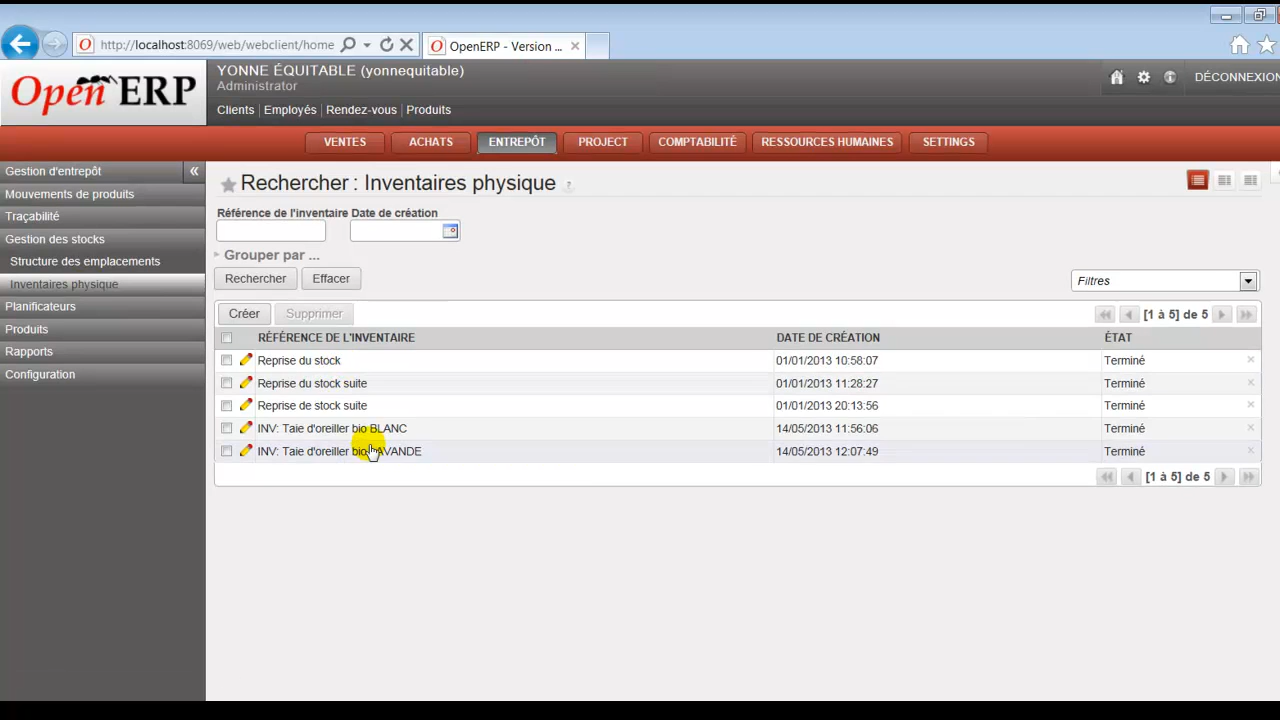 http://localhost:8069/web/webclient/home
OpenERP - Version ...
Open ERP
YONNE ÉQUITABLE (yonnequitable)
Administrator
DÉCONNEXION
Clients | Employés | Rendez-vous | Produits
VENTES ACHATS ENTREPÔT PROJECT COMPTABILITÉ RESSOURCES HUMAINES SETTINGS
Gestion d'entrepôt «
Mouvements de produits
Traçabilité
Gestion des stocks
Structure des emplacements
Inventaires physique
Planificateurs
Produits
Rapports
Configuration
Rechercher : Inventaires physique ?
Référence de l'inventaire Date de création
Grouper par ...
Rechercher Effacer
Filtres
Créer Supprimer
[1 à 5] de 5
RÉFÉRENCE DE L'INVENTAIRE DATE DE CRÉATION ÉTAT
Reprise du stock 01/01/2013 10:58:07 Terminé
Reprise du stock suite 01/01/2013 11:28:27 Terminé
Reprise de stock suite 01/01/2013 20:13:56 Terminé
INV: Taie d'oreiller bio BLANC 14/05/2013 11:56:06 Terminé
INV: Taie d'oreiller bio LAVANDE 14/05/2013 12:07:49 Terminé
[1 à 5] de 5